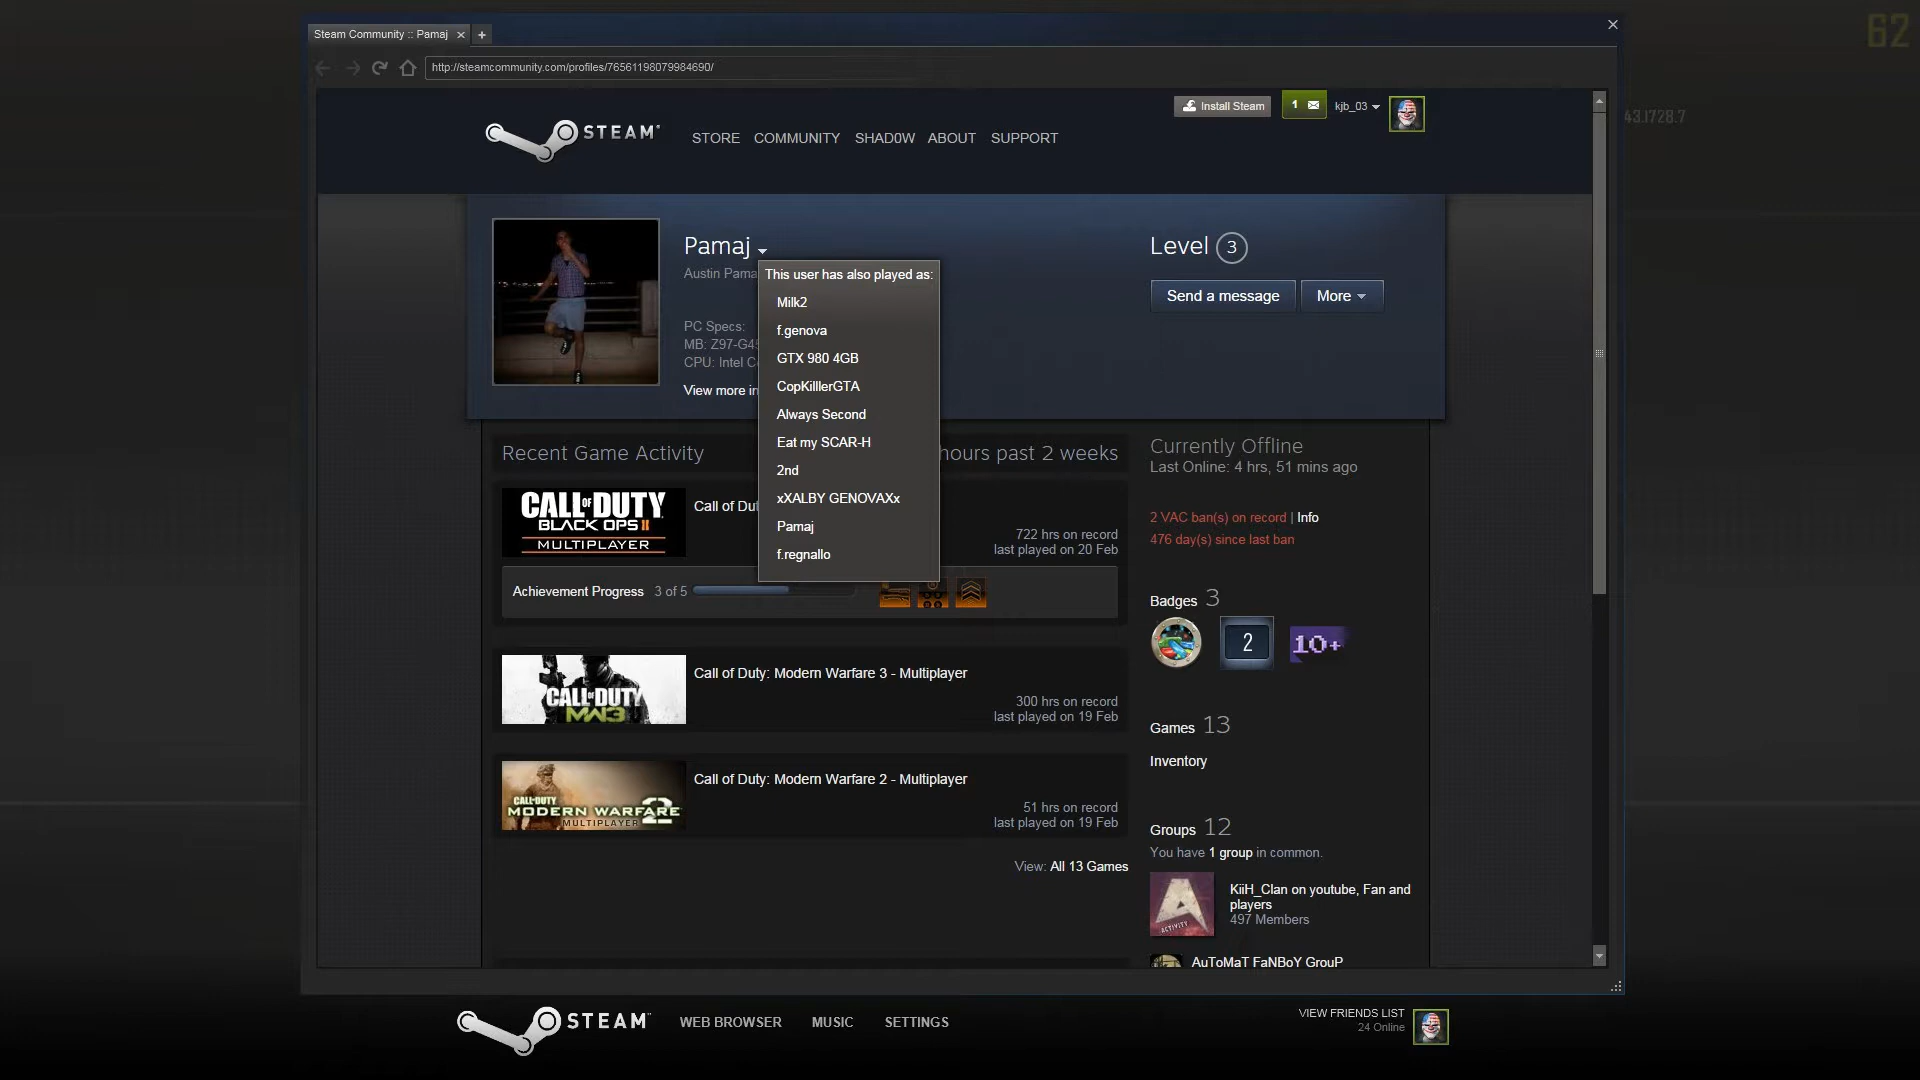 Steam Community :: Pamaj
62
http://steamcommunity.com/profiles/76561198079984690/
Install Steam
1
kjb_03
43.1728.7
STEAM
STORE COMMUNITY SHAD0W ABOUT SUPPORT
Pamaj
Austin Pama
PC Specs:
MB: Z97-G45
CPU: Intel C
View more in
This user has also played as:
Milk2
f.genova
GTX 980 4GB
CopKilllerGTA
Always Second
Eat my SCAR-H
2nd
xXALBY GENOVAXx
Pamaj
f.regnallo
Level 3
Send a message
More
Recent Game Activity
hours past 2 weeks
CALL OF DUTY
BLACK OPS II
MULTIPLAYER
Call of Du
722 hrs on record
last played on 20 Feb
Achievement Progress 3 of 5
CALL OF DUTY
MW3
Call of Duty: Modern Warfare 3 - Multiplayer
300 hrs on record
last played on 19 Feb
CALL OF DUTY
MODERN WARFARE 2
MULTIPLAYER
Call of Duty: Modern Warfare 2 - Multiplayer
51 hrs on record
last played on 19 Feb
View: All 13 Games
Currently Offline
Last Online: 4 hrs, 51 mins ago
2 VAC ban(s) on record | Info
476 day(s) since last ban
Badges 3
2
10+
Games 13
Inventory
Groups 12
You have 1 group in common.
A
ACTIVITY
KiiH_Clan on youtube, Fan and
players
497 Members
AuToMaT FaNBoY GrouP
STEAM
WEB BROWSER MUSIC SETTINGS
VIEW FRIENDS LIST
24 Online